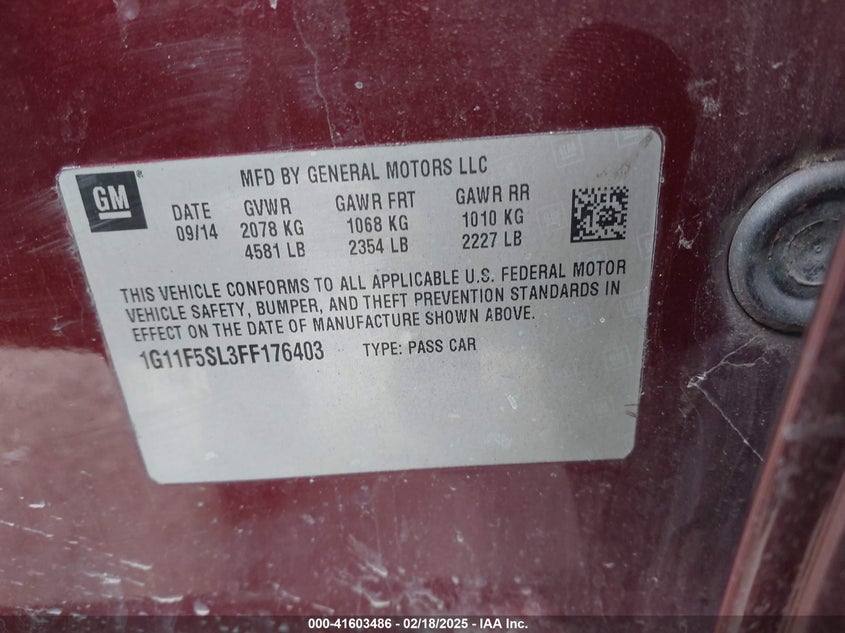 MFD BY GENERAL MOTORS LLC
GM
DATE GVWR GAWR FRT GAWR RR
09/14 2078 KG 1068 KG 1010 KG
4581 LB 2354 LB 2227 LB
THIS VEHICLE CONFORMS TO ALL APPLICABLE U.S. FEDERAL MOTOR
VEHICLE SAFETY, BUMPER, AND THEFT PREVENTION STANDARDS IN
EFFECT ON THE DATE OF MANUFACTURE SHOWN ABOVE.
1G11F5SL3FF176403 TYPE: PASS CAR
000-41603486 - 02/18/2025 - IAA Inc.